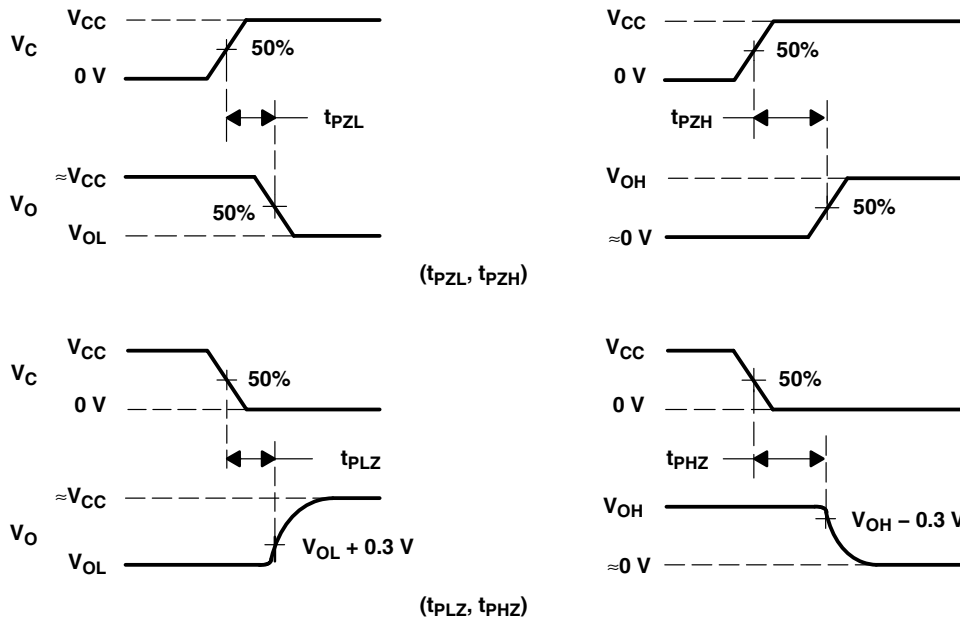 VCC
VC
50%
0 V
tPZL
≈VCC
VO
50%
VOL
VCC
50%
0 V
tPZH
VOH
50%
≈0 V
(tPZL, tPZH)
VCC
VC
50%
0 V
tPLZ
≈VCC
VO
VOL + 0.3 V
VOL
VCC
50%
0 V
tPHZ
VOH
VOH − 0.3 V
≈0 V
(tPLZ, tPHZ)